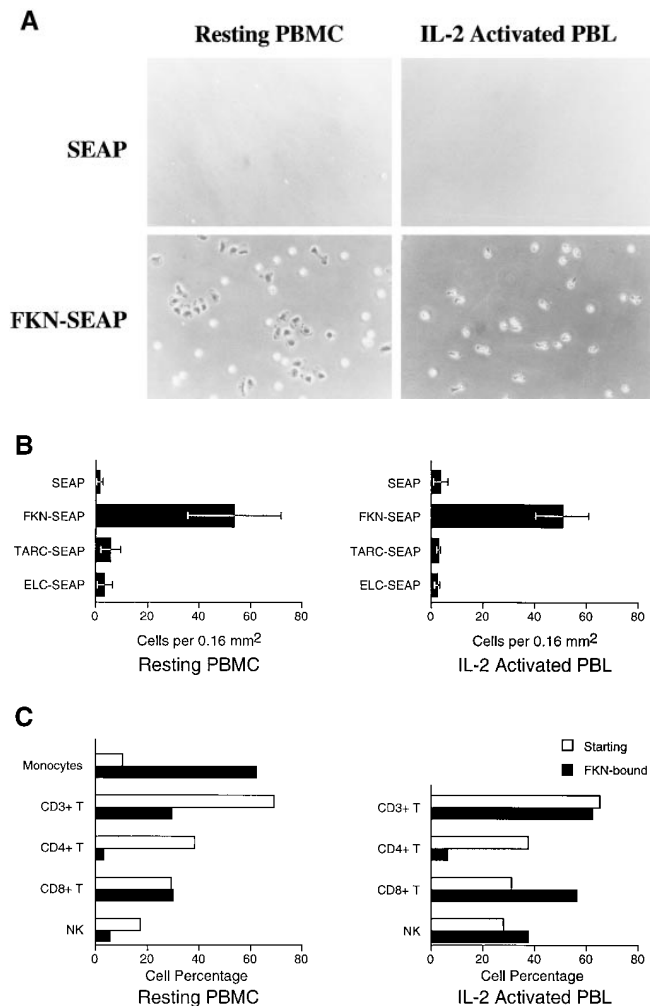 A
Resting PBMC
IL-2 Activated PBL
SEAP
FKN-SEAP
B
SEAP
FKN-SEAP
TARC-SEAP
ELC-SEAP
0 20 40 60 80
Cells per 0.16 mm²
Resting PBMC
SEAP
FKN-SEAP
TARC-SEAP
ELC-SEAP
0 20 40 60 80
Cells per 0.16 mm²
IL-2 Activated PBL
C
Monocytes
CD3+ T
CD4+ T
CD8+ T
NK
0 20 40 60 80
Cell Percentage
Resting PBMC
Starting
FKN-bound
CD3+ T
CD4+ T
CD8+ T
NK
0 20 40 60 80
Cell Percentage
IL-2 Activated PBL